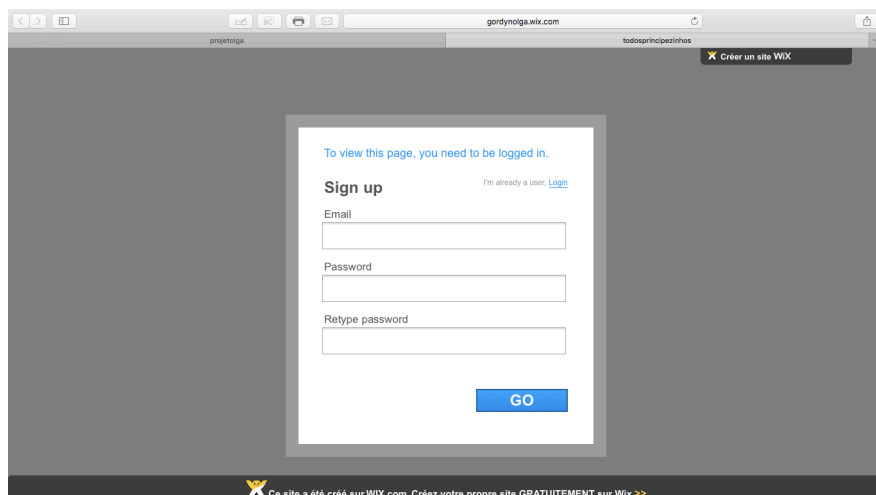 gordynolga.wix.com
projetolga
todosprincipezinhos
Créer un site WiX
To view this page, you need to be logged in.
Sign up
I'm already a user, Login
Email
Password
Retype password
GO
Ce site a été créé sur WIX.com. Créez votre propre site GRATUITEMENT sur Wix >>